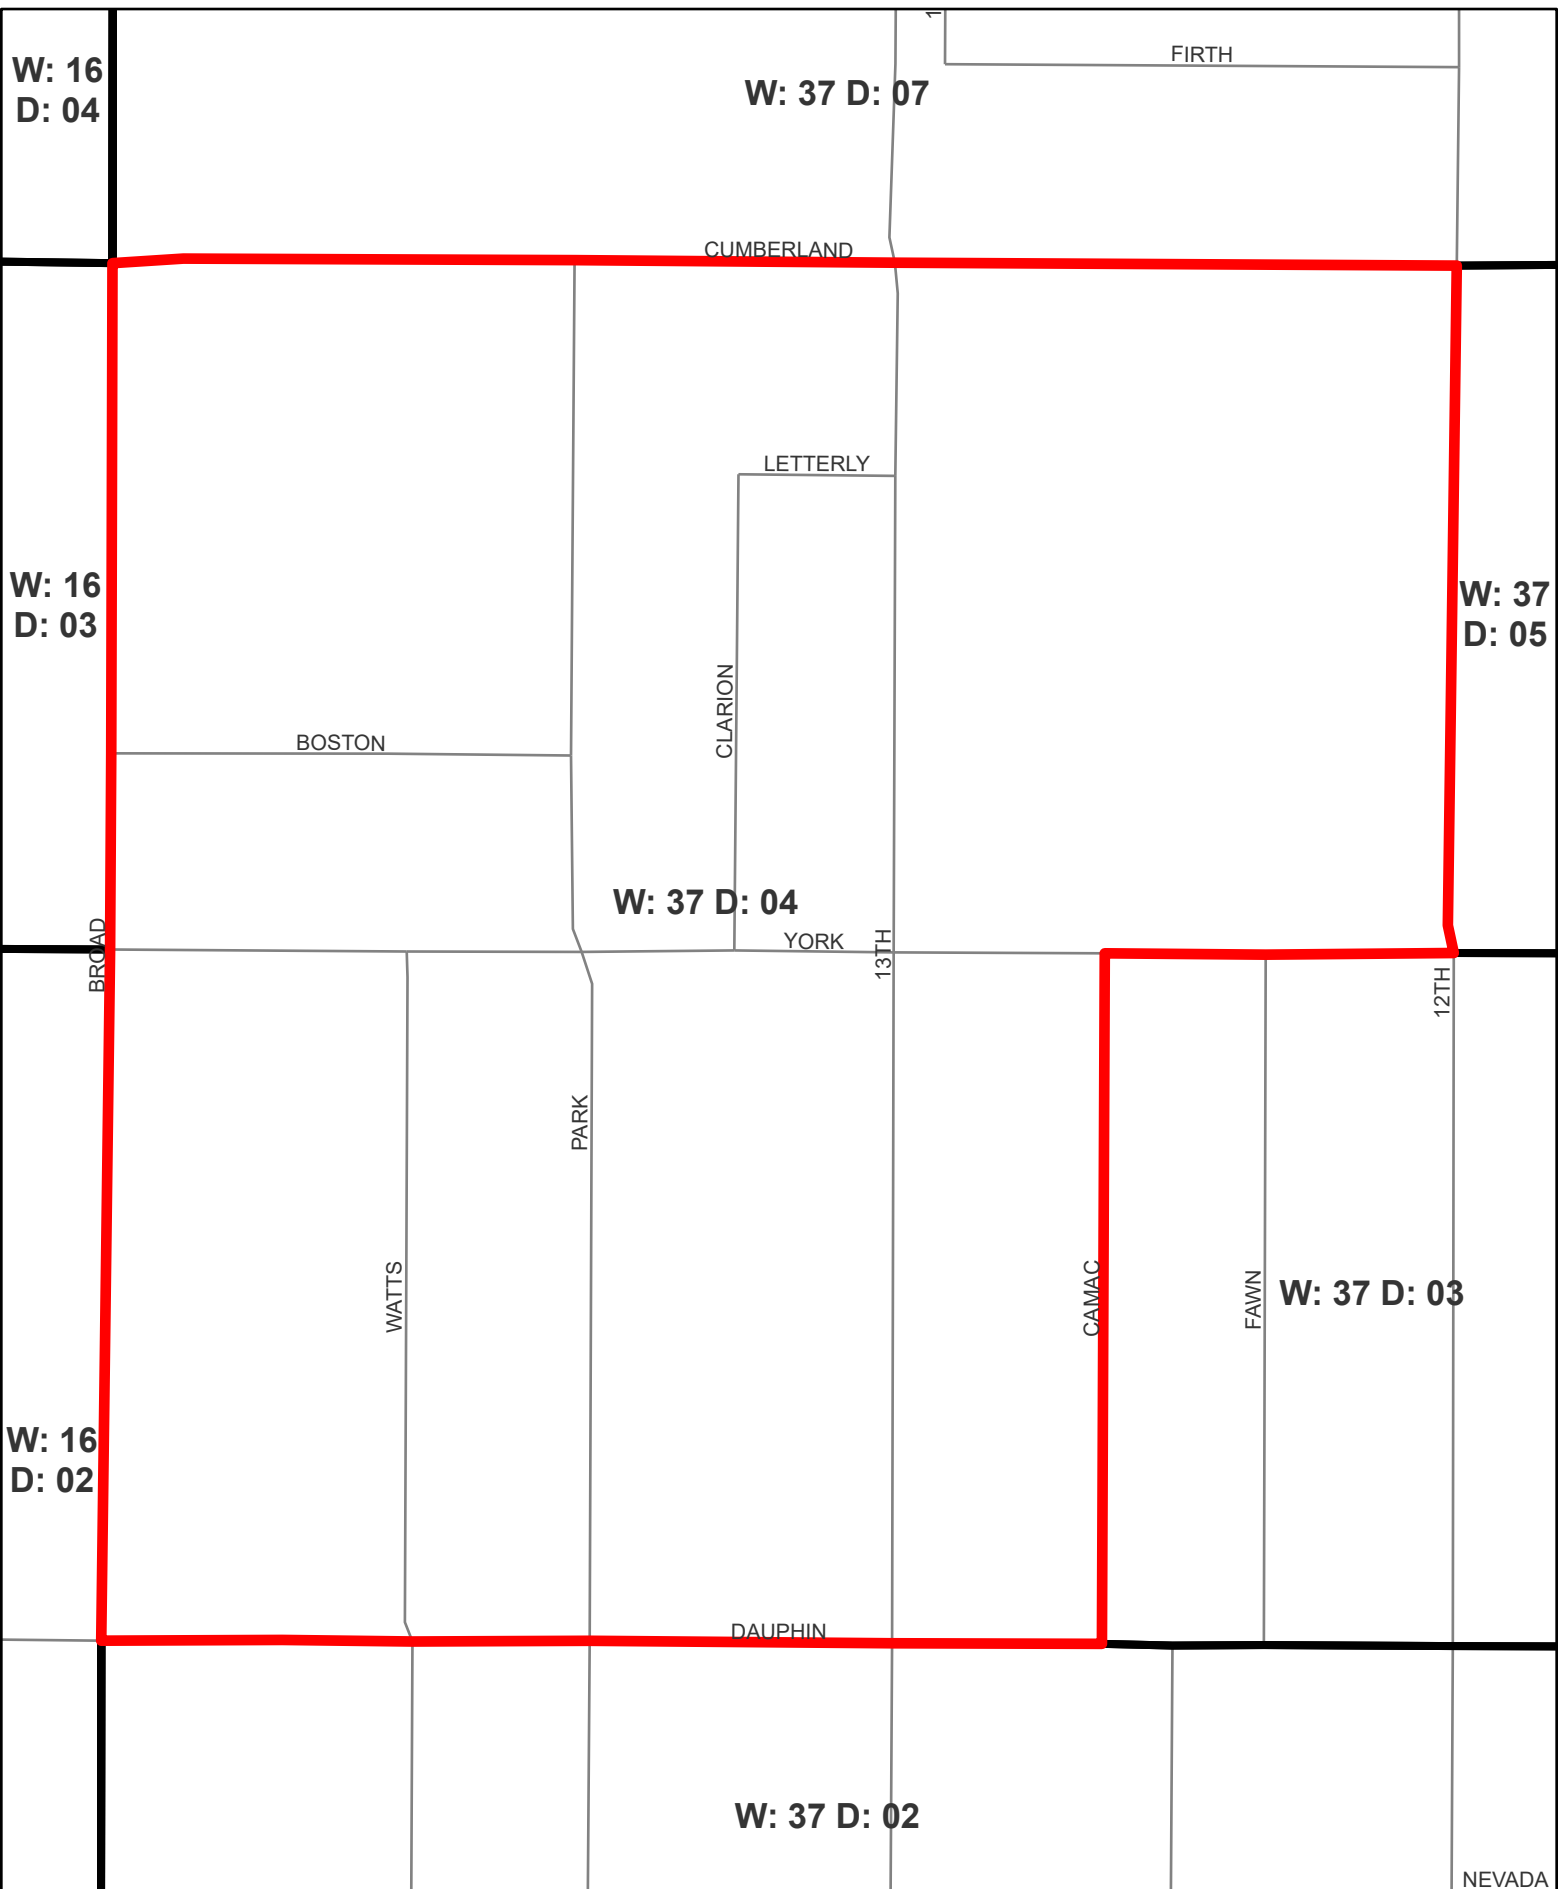 FIRTH
W: 16
D: 04
W: 37 D: 07
CUMBERLAND
LETTERLY
W: 16
D: 03
W: 37
D: 05
CLARION
BOSTON
W: 37 D: 04
YORK
BROAD
13TH
12TH
PARK
WATTS
CAMAC
FAWN
W: 37 D: 03
W: 16
D: 02
DAUPHIN
W: 37 D: 02
NEVADA